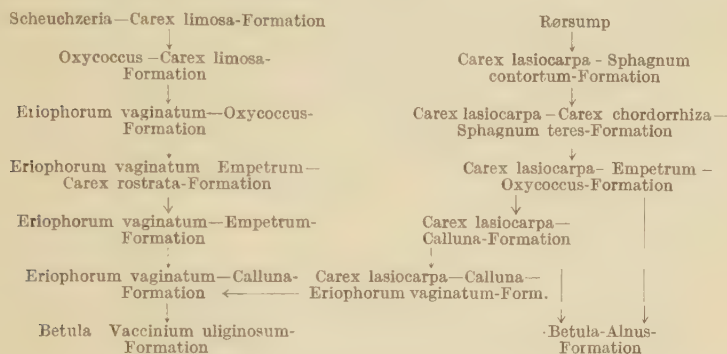 Scheuchzeria—Carex limosa-Formation
Oxycoccus—Carex limosa-
Formation
Eriophorum vaginatum—Oxycoccus-
Formation
Eriophorum vaginatum Empetrum—
Carex rostrata-Formation
Eriophorum vaginatum—Empetrum-
Formation
Eriophorum vaginatum—Calluna-
Formation
Betula Vaccinium uliginosum-
Formation
Rørsump
Carex lasiocarpa - Sphagnum
contortum-Formation
Carex lasiocarpa—Carex chordorrhiza—
Sphagnum teres-Formation
Carex lasiocarpa- Empetrum-
Oxycoccus-Formation
Carex lasiocarpa—
Calluna-Formation
Carex lasiocarpa—Calluna—
Eriophorum vaginatum-Form.
Betula-Alnus-
Formation